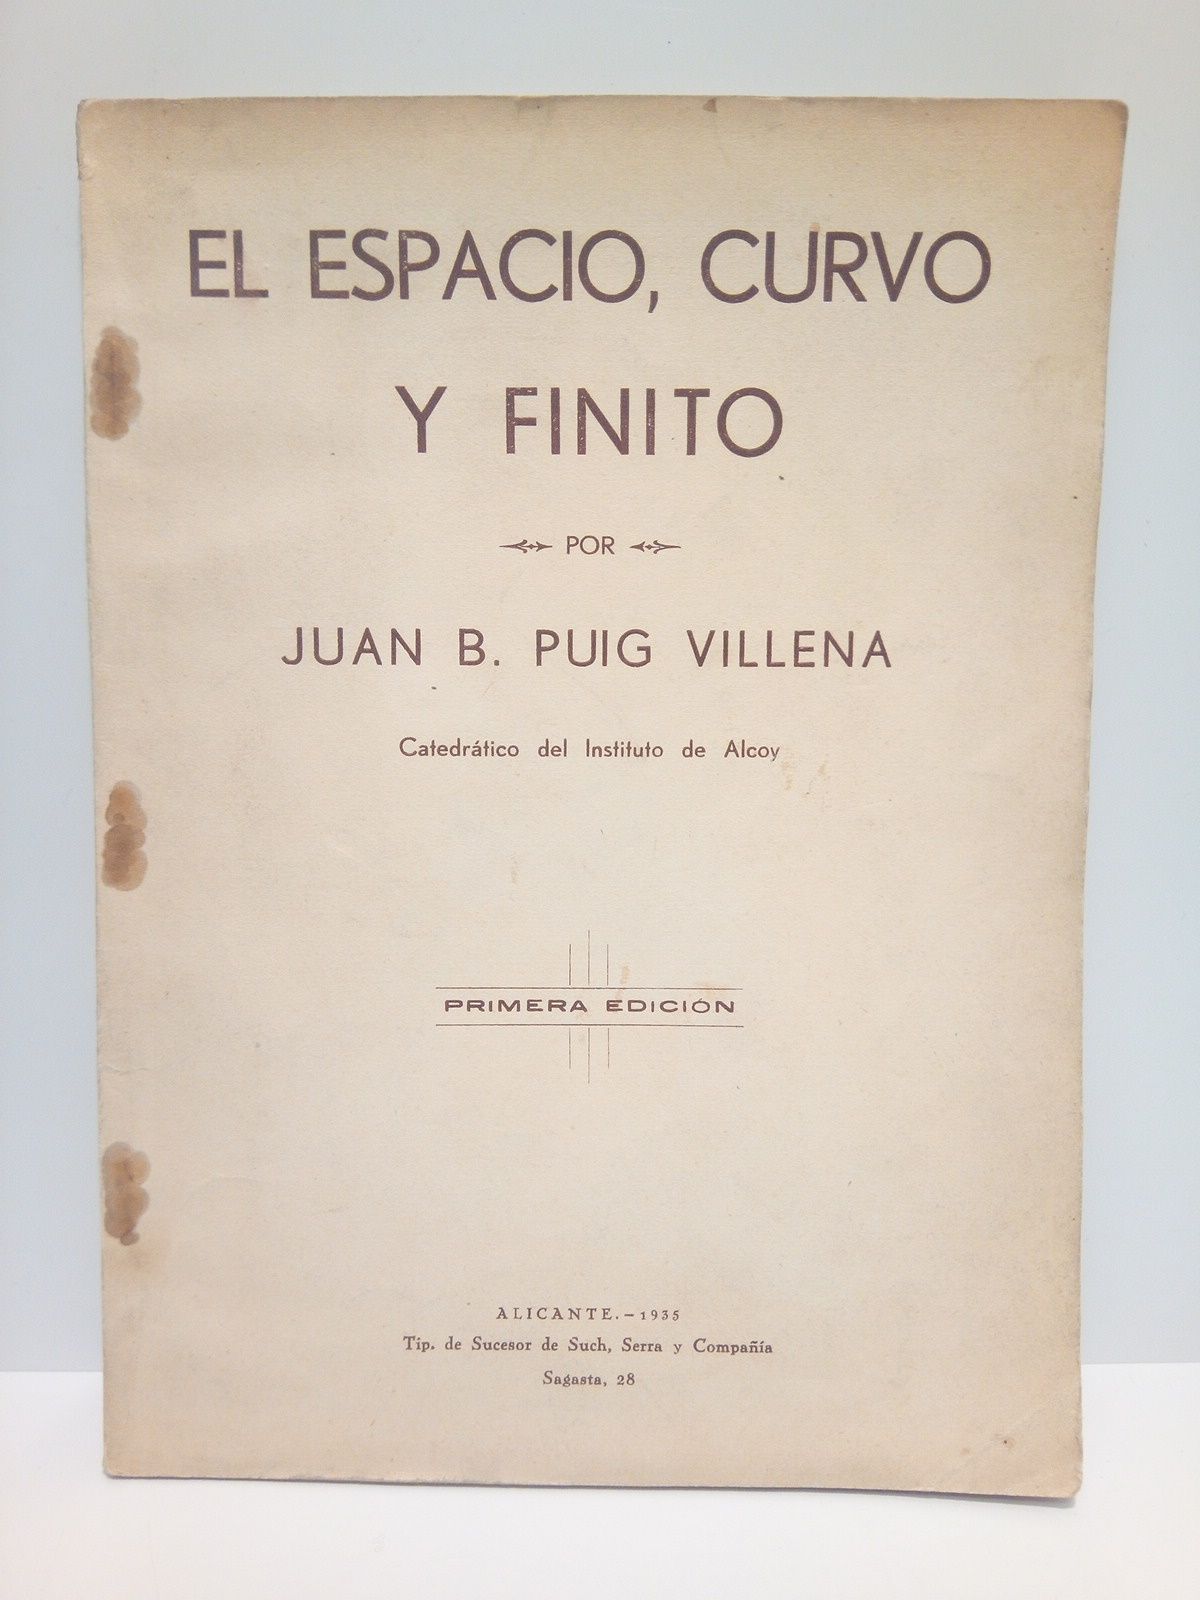 EL ESPACIO, CURVO
Y FINITO
POR
JUAN B. PUIG VILLENA
Catedrático del Instituto de Alcoy
PRIMERA EDICIÓN
ALICANTE.-1935
Tip. de Sucesor de Such, Serra y Compañía
Sagasta, 28